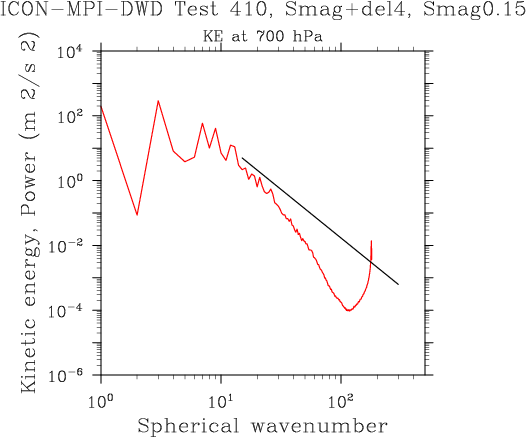 ICON-MPI-DWD Test 410, Smag+del4, Smag0.15
KE at 700 hPa
Kinetic energy, Power (m 2/s 2)
10⁴
10²
10⁰
10⁻²
10⁻⁴
10⁻⁶
10⁰ 10¹ 10²
Spherical wavenumber